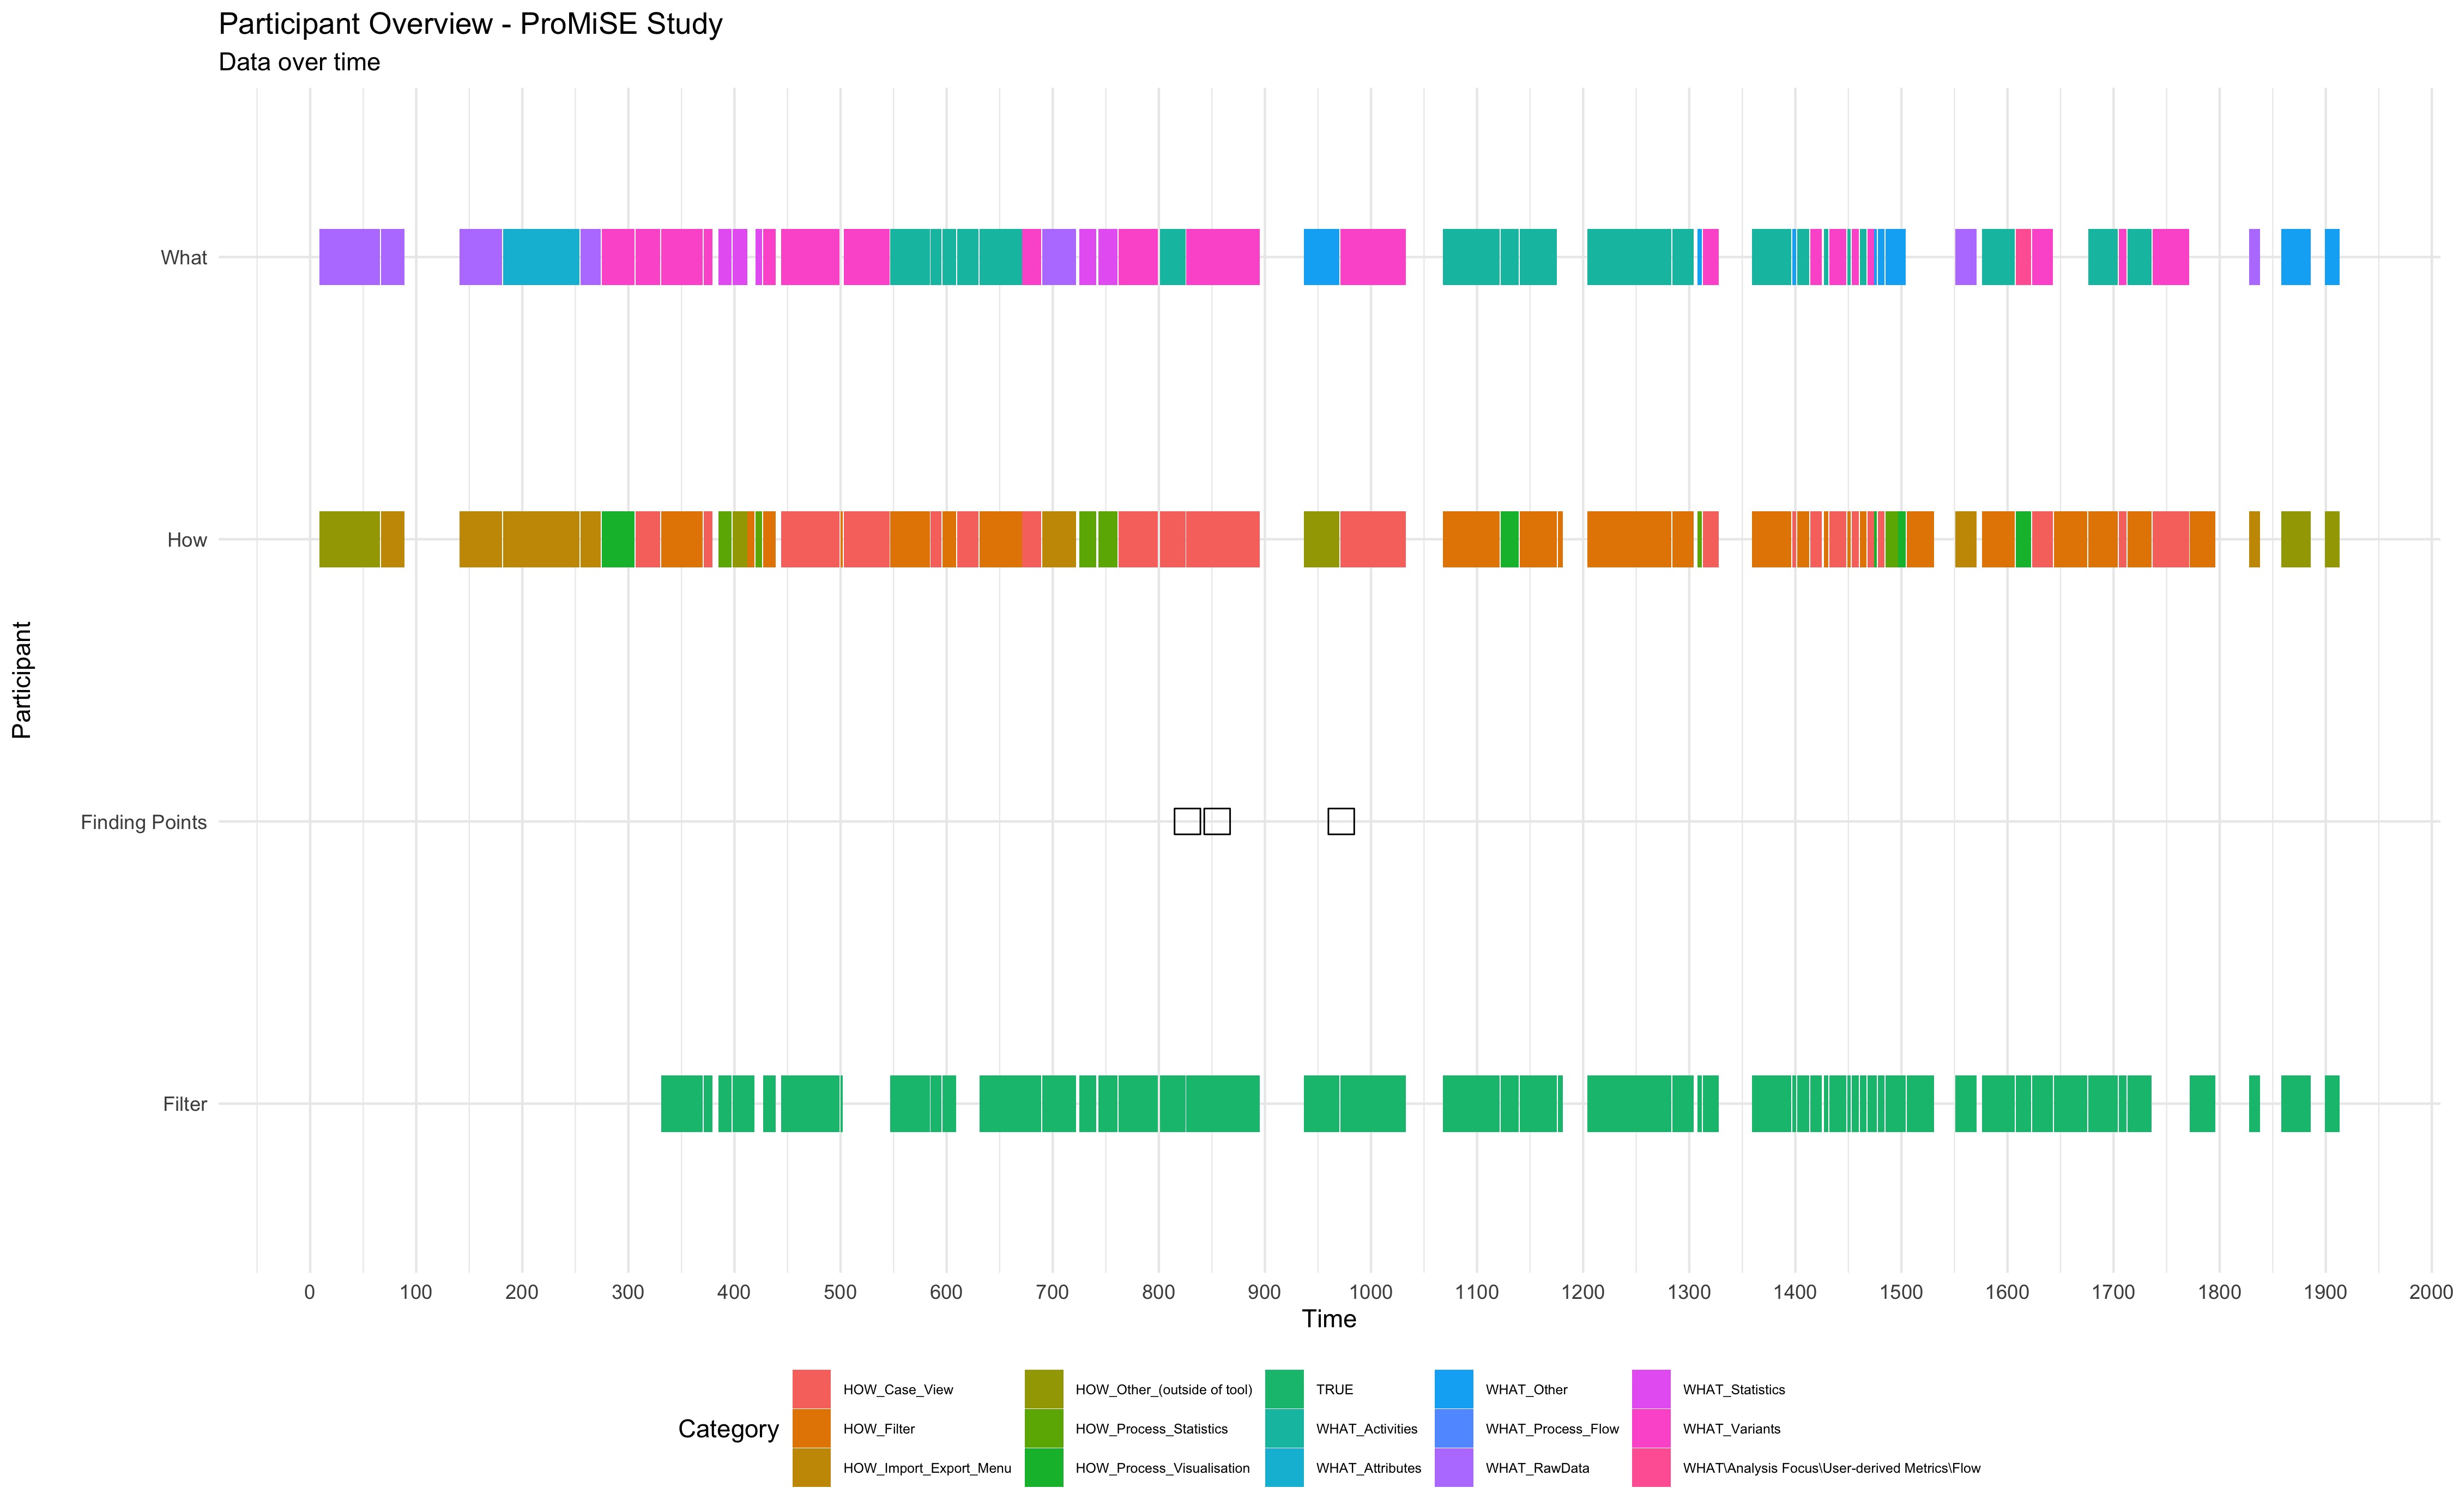 Participant Overview - ProMiSE Study
Data over time
Participant
What
How
Finding Points
Filter
0 100 200 300 400 500 600 700 800 900 1000 1100 1200 1300 1400 1500 1600 1700 1800 1900 2000
Time
Category
HOW_Case_View HOW_Other_(outside of tool) TRUE WHAT_Other WHAT_Statistics
HOW_Filter HOW_Process_Statistics WHAT_Activities WHAT_Process_Flow WHAT_Variants
HOW_Import_Export_Menu HOW_Process_Visualisation WHAT_Attributes WHAT_RawData WHAT\Analysis Focus\User-derived Metrics\Flow